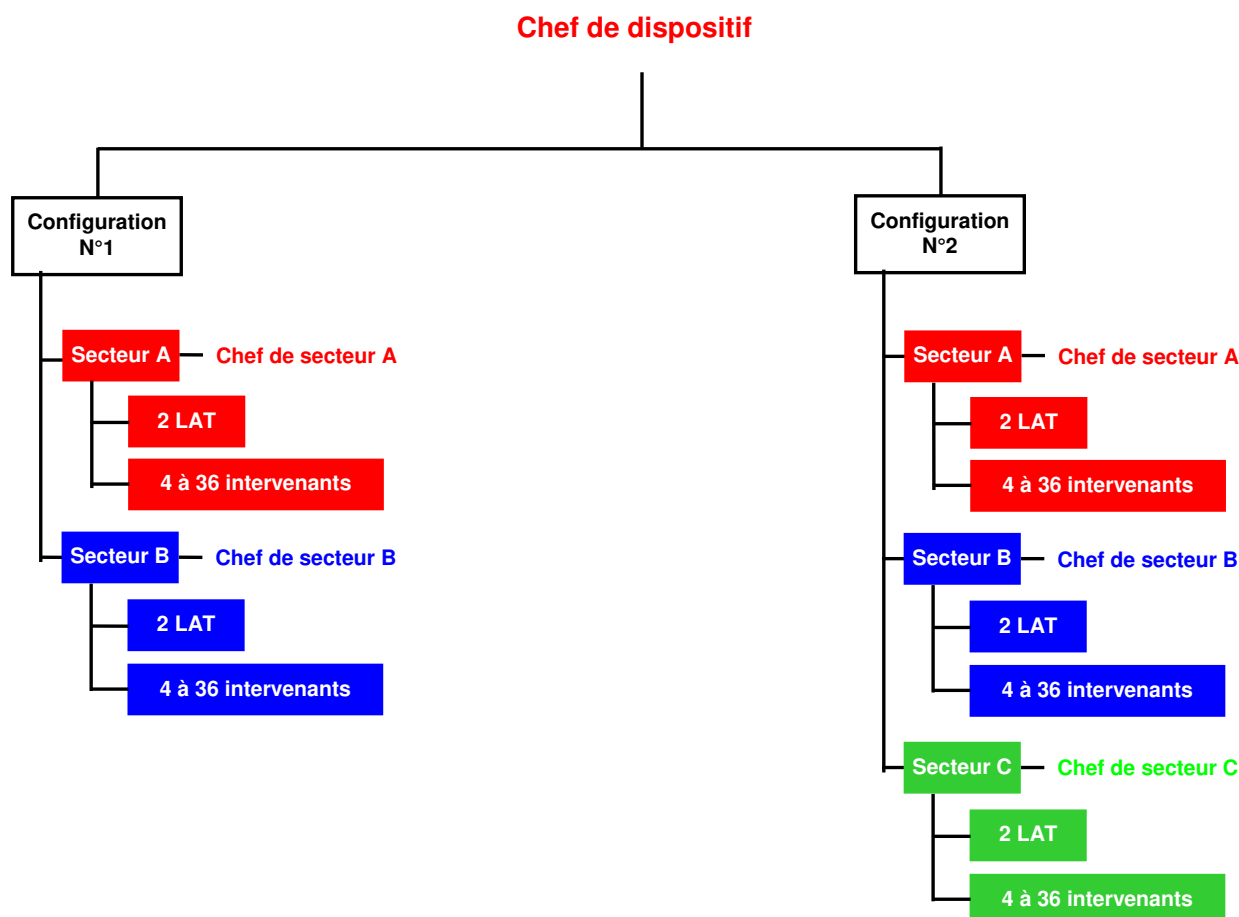 Chef de dispositif
Configuration
N°1
Secteur A
Chef de secteur A
2 LAT
4 à 36 intervenants
Secteur B
Chef de secteur B
2 LAT
4 à 36 intervenants
Configuration
N°2
Secteur A
Chef de secteur A
2 LAT
4 à 36 intervenants
Secteur B
Chef de secteur B
2 LAT
4 à 36 intervenants
Secteur C
Chef de secteur C
2 LAT
4 à 36 intervenants